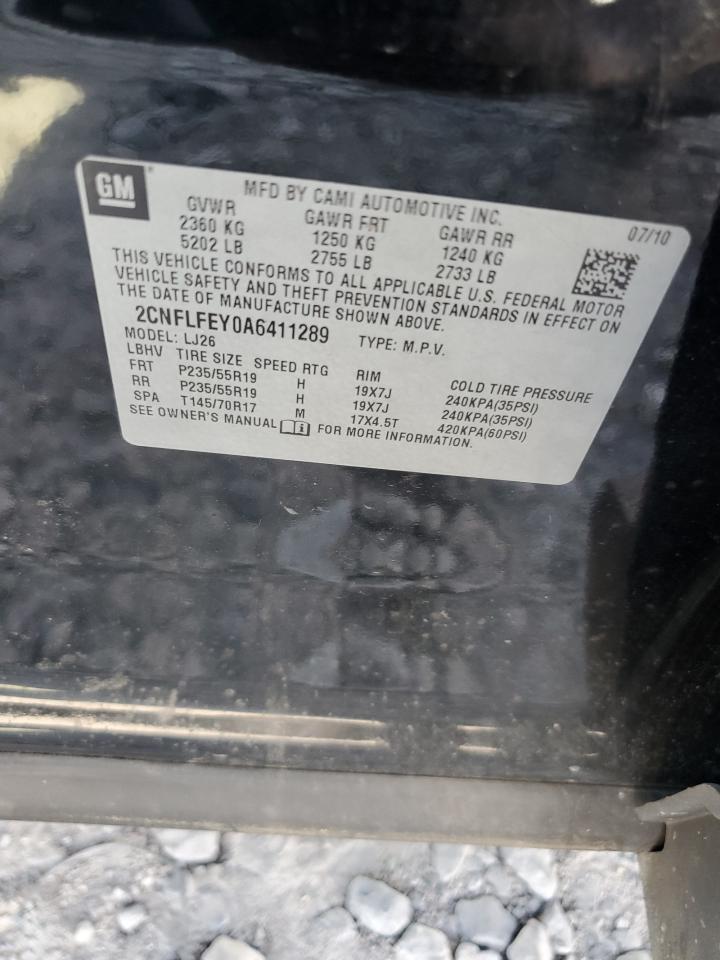 GM
MFD BY CAMI AUTOMOTIVE INC.
07/10
GVWR GAWR FRT GAWR RR
2360 KG 1250 KG 1240 KG
5202 LB 2755 LB 2733 LB
THIS VEHICLE CONFORMS TO ALL APPLICABLE U.S. FEDERAL MOTOR
VEHICLE SAFETY AND THEFT PREVENTION STANDARDS IN EFFECT ON
THE DATE OF MANUFACTURE SHOWN ABOVE.
2CNFLFEY0A6411289 TYPE: M.P.V.
MODEL: LJ26
LBHV TIRE SIZE SPEED RTG RIM COLD TIRE PRESSURE
FRT P235/55R19 H 19X7J 240KPA(35PSI)
RR P235/55R19 H 19X7J 240KPA(35PSI)
SPA T145/70R17 M 17X4.5T 420KPA(60PSI)
SEE OWNER'S MANUAL i FOR MORE INFORMATION.